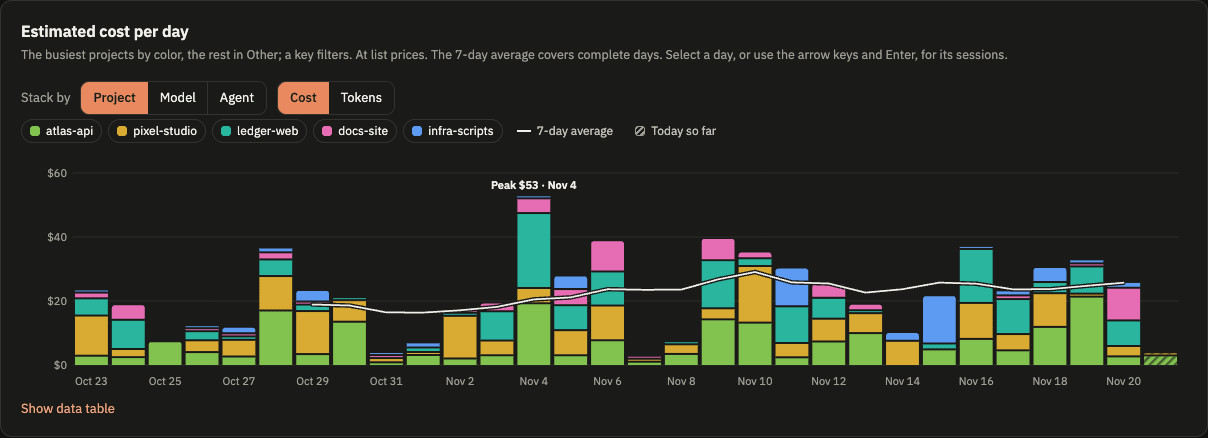 Estimated cost per day
The busiest projects by color, the rest in Other; a key filters. At list prices. The 7-day average covers complete days. Select a day, or use the arrow keys and Enter, for its sessions.
Stack by Project Model Agent Cost Tokens
atlas-api pixel-studio ledger-web docs-site infra-scripts 7-day average Today so far
$60
Peak $53 · Nov 4
$40
$20
$0
Oct 23 Oct 25 Oct 27 Oct 29 Oct 31 Nov 2 Nov 4 Nov 6 Nov 8 Nov 10 Nov 12 Nov 14 Nov 16 Nov 18 Nov 20
Show data table